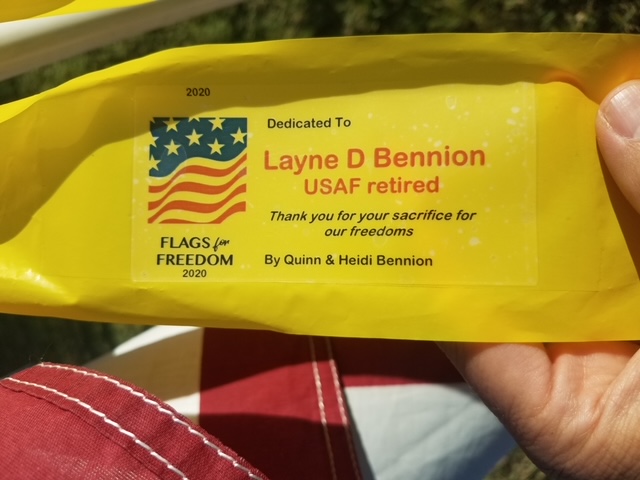 2020
Dedicated To
Layne D Bennion
USAF retired
Thank you for your sacrifice for
our freedoms
By Quinn & Heidi Bennion
FLAGS for
FREEDOM
2020